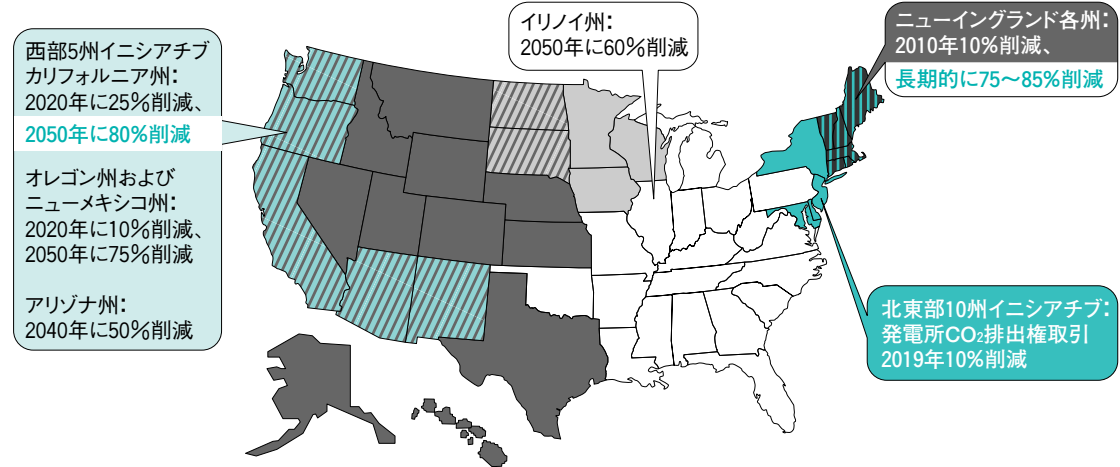 西部5州イニシアチブ
カリフォルニア州：
2020年に25%削減、
2050年に80%削減
オレゴン州および
ニューメキシコ州：
2020年に10%削減、
2050年に75%削減
アリゾナ州：
2040年に50%削減
イリノイ州：
2050年に60%削減
ニューイングランド各州：
2010年10%削減、
長期的に75〜85%削減
北東部10州イニシアチブ：
発電所CO₂排出権取引
2019年10%削減